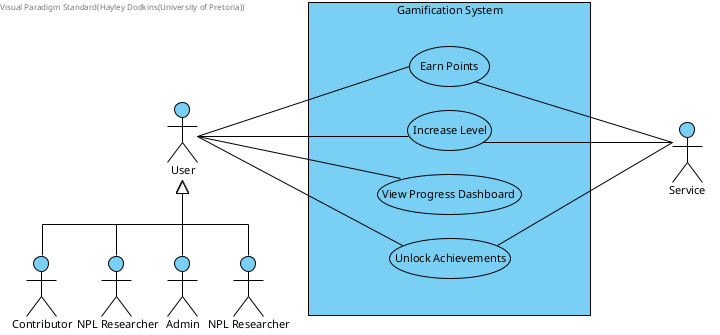 Visual Paradigm Standard(Hayley Dodkins(University of Pretoria))
Gamification System
Earn Points
Increase Level
User
Service
View Progress Dashboard
Unlock Achievements
Contributor NPL Researcher Admin NPL Researcher